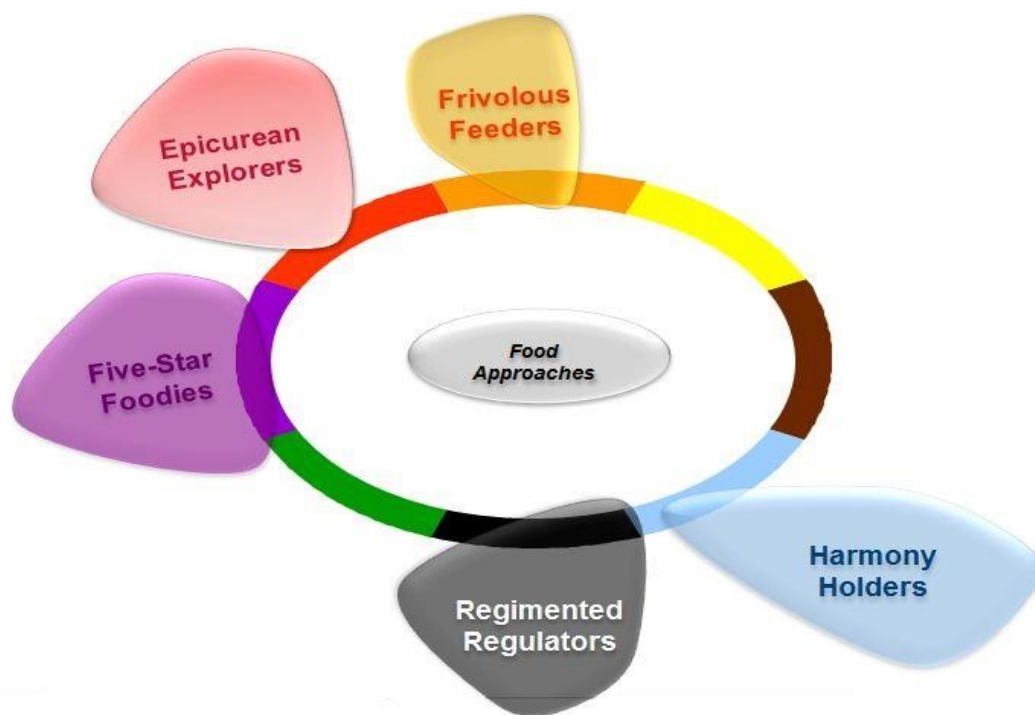 Frivolous
Feeders
Epicurean
Explorers
Five-Star
Foodies
Food
Approaches
Harmony
Holders
Regimented
Regulators